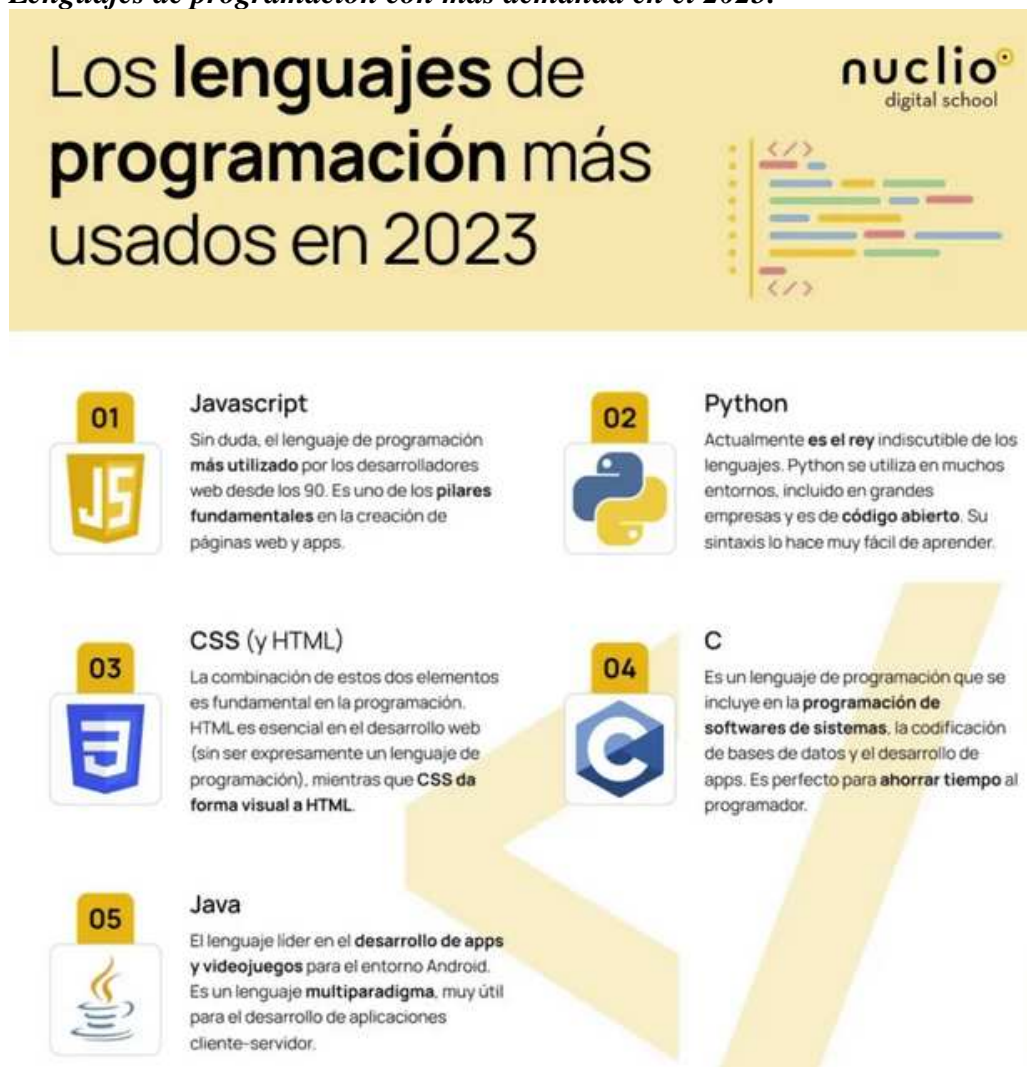 Lenguajes de programación con más demanda en el 2023.
Los lenguajes de
programación más
usados en 2023
nuclio
digital school
</>
</>
01
JS
Javascript
Sin duda, el lenguaje de programación
más utilizado por los desarrolladores
web desde los 90. Es uno de los pilares
fundamentales en la creación de
páginas web y apps.
02
Python
Actualmente es el rey indiscutible de los
lenguajes. Python se utiliza en muchos
entornos, incluido en grandes
empresas y es de código abierto. Su
sintaxis lo hace muy fácil de aprender.
03
3
CSS (y HTML)
La combinación de estos dos elementos
es fundamental en la programación.
HTML es esencial en el desarrollo web
(sin ser expresamente un lenguaje de
programación), mientras que CSS da
forma visual a HTML.
04
C
C
Es un lenguaje de programación que se
incluye en la programación de
softwares de sistemas, la codificación
de bases de datos y el desarrollo de
apps. Es perfecto para ahorrar tiempo al
programador.
05
Java
El lenguaje líder en el desarrollo de apps
y videojuegos para el entorno Android.
Es un lenguaje multiparadigma, muy útil
para el desarrollo de aplicaciones
cliente-servidor.